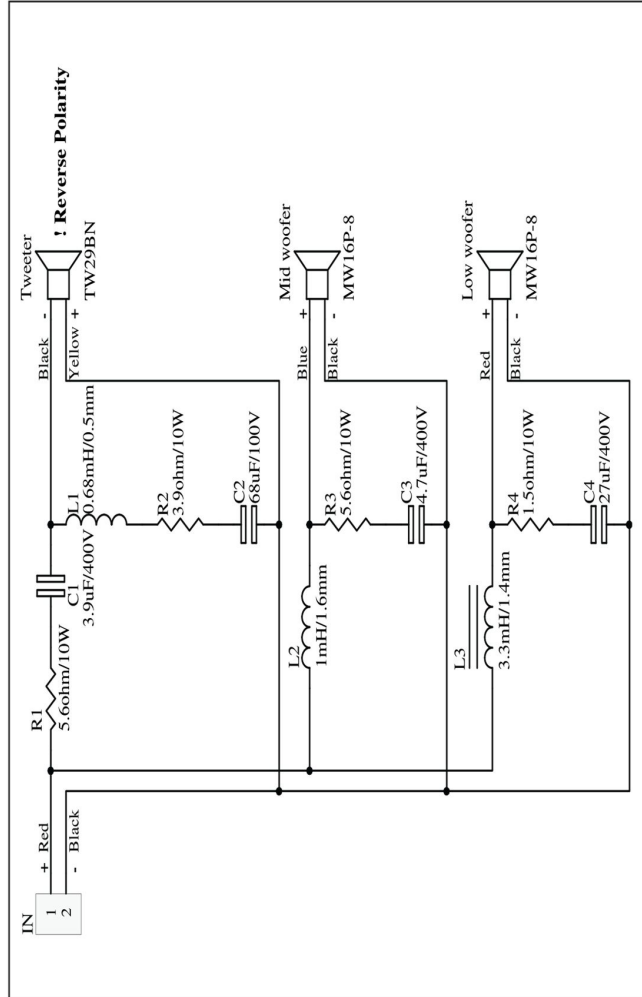 IN
1
2
+ Red
- Black
R1
5.6ohm/10W
C1
3.9uF/400V
L1
0.68mH/0.5mm
R2
3.9ohm/10W
C2
68uF/100V
Black -
Yellow +
Tweeter
TW29BN
! Reverse Polarity
L2
1mH/1.6mm
R3
5.6ohm/10W
C3
4.7uF/400V
Blue +
Black -
Mid woofer
MW16P-8
L3
3.3mH/1.4mm
R4
1.5ohm/10W
C4
27uF/400V
Red +
Black -
Low woofer
MW16P-8